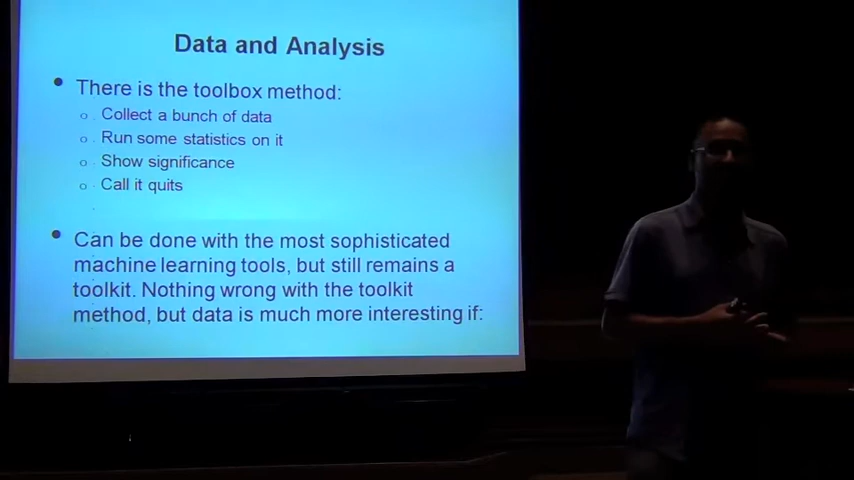 Data and Analysis
• There is the toolbox method:
o Collect a bunch of data
o Run some statistics on it
o Show significance
o Call it quits
• Can be done with the most sophisticated
machine learning tools, but still remains a
toolkit. Nothing wrong with the toolkit
method, but data is much more interesting if: